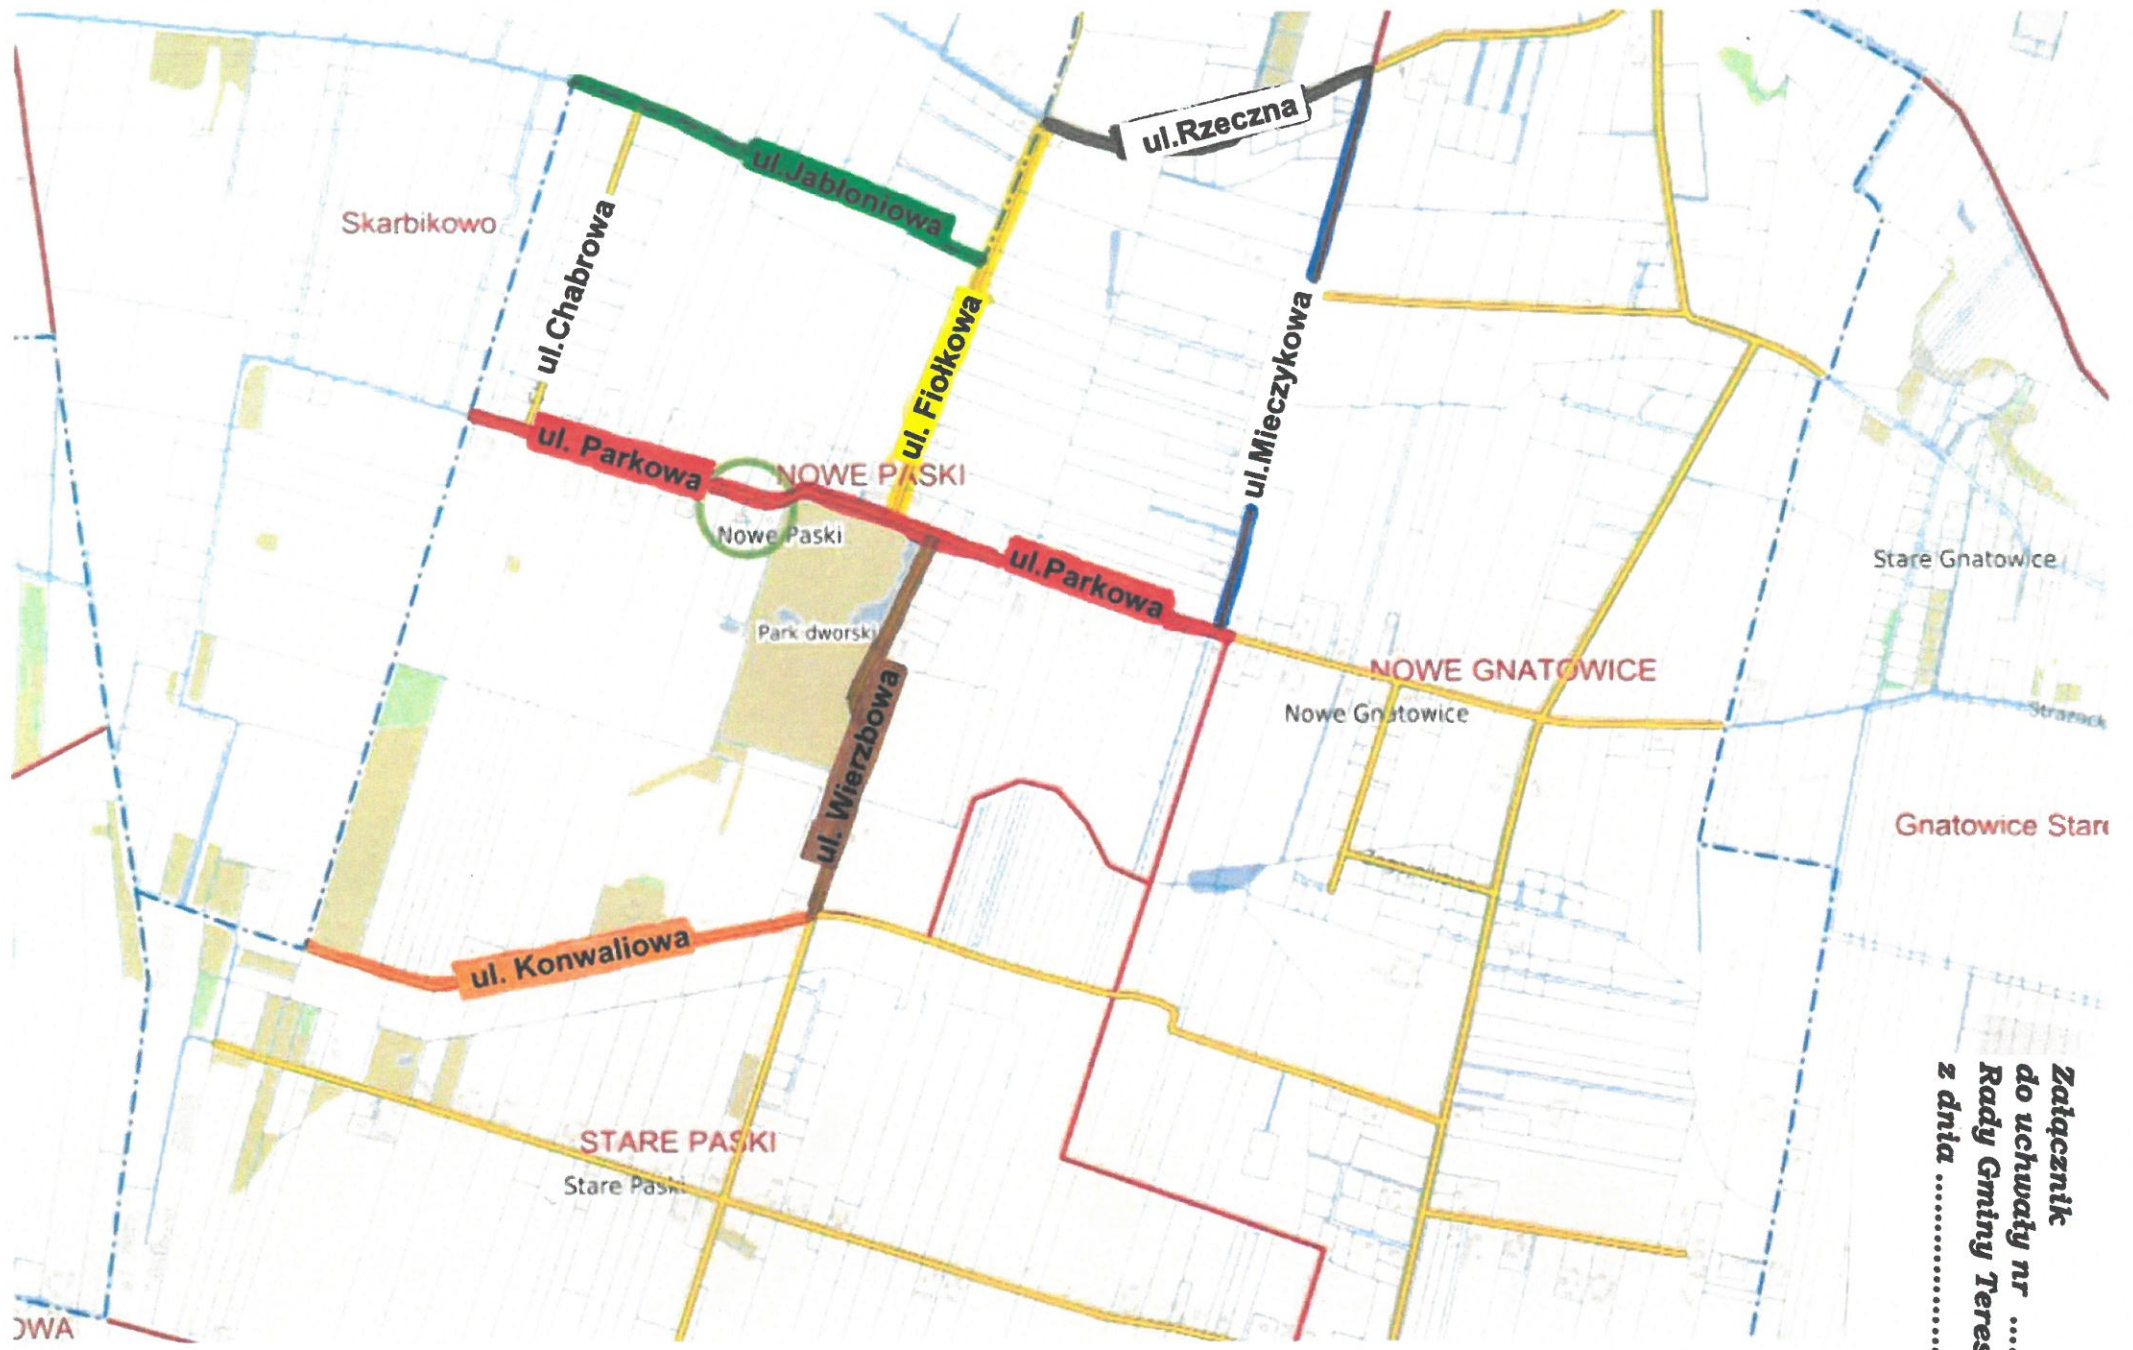 ul.Rzeczna
ul.Jabłoniowa
Skarbikowo
ul.Chabrowa
ul. Fiołkowa
ul.Mieczykowa
ul. Parkowa
NOWE PASKI
Nowe Paski
ul.Parkowa
Stare Gnatowice
Park dworski
NOWE GNATOWICE
Nowe Gnatowice
ul. Wierzbowa
Gnatowice Stare
ul. Konwaliowa
STARE PASKI
Stare Paski
OWA
Załącznik
do uchwały nr ....
Rady Gminy Teres
z dnia ....................